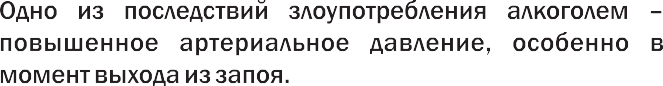 Одно из последствий злоупотребления алкоголем –
повышенное артериальное давление, особенно в
момент выхода из запоя.